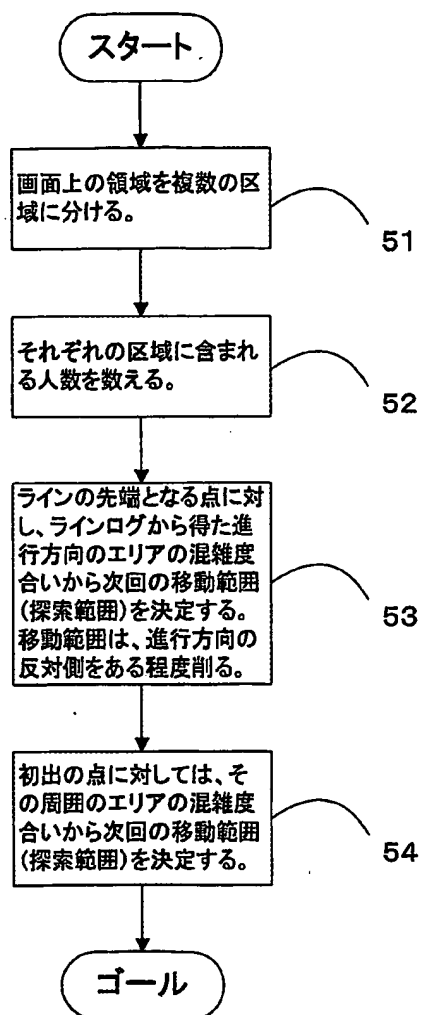 スタート
画面上の領域を複数の区
域に分ける。
51
それぞれの区域に含まれ
る人数を数える。
52
ラインの先端となる点に対
し、ラインログから得た進
行方向のエリアの混雑度
合いから次回の移動範囲
(探索範囲)を決定する。
移動範囲は、進行方向の
反対側をある程度削る。
53
初出の点に対しては、そ
の周囲のエリアの混雑度
合いから次回の移動範囲
(探索範囲)を決定する。
54
ゴール